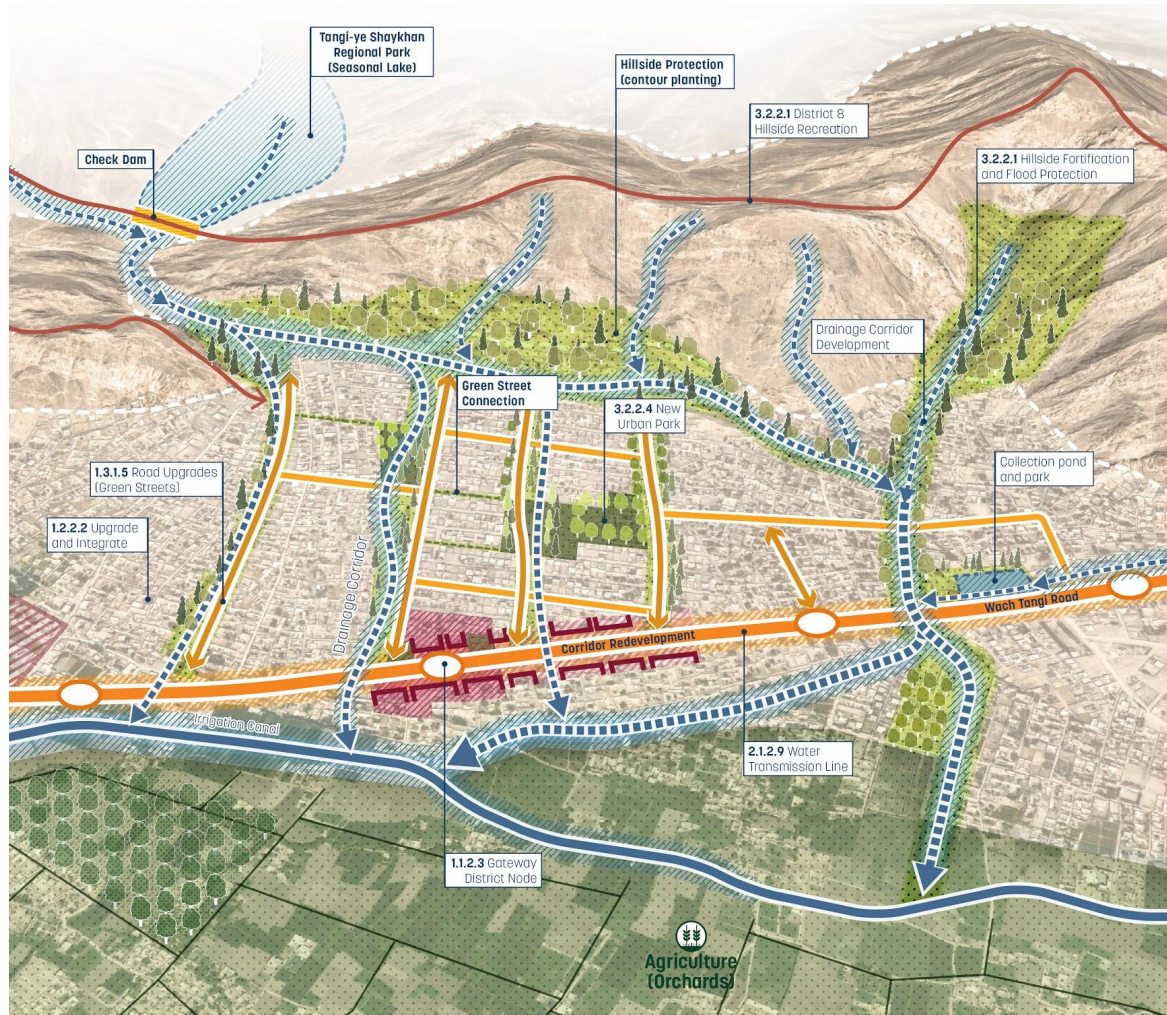 Tangi-ye Shaykhan
Regional Park
(Seasonal Lake)
Hillside Protection
(contour planting)
3.2.2.1 District 8
Hillside Recreation
Check Dam
3.2.2.1 Hillside Fortification
and Flood Protection
Drainage Corridor
Development
Green Street
Connection
3.2.2.4 New
Urban Park
1.3.1.5 Road Upgrades
(Green Streets)
Collection pond
and park
1.2.2.2 Upgrade
and Integrate
Drainage Corridor
Wach Tangi Road
Corridor Redevelopment
Irrigation Canal
2.1.2.9 Water
Transmission Line
1.1.2.3 Gateway
District Node
Agriculture
(Orchards)